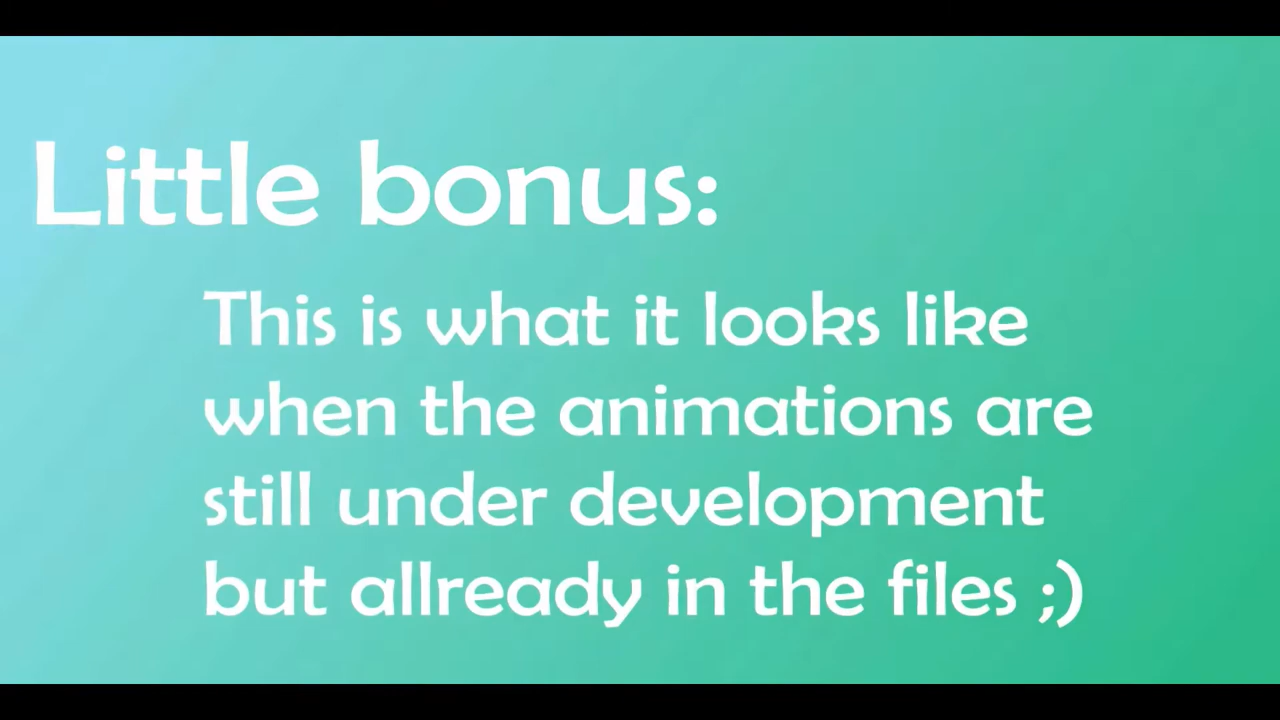 Little bonus:
This is what it looks like
when the animations are
still under development
but allready in the files ;)